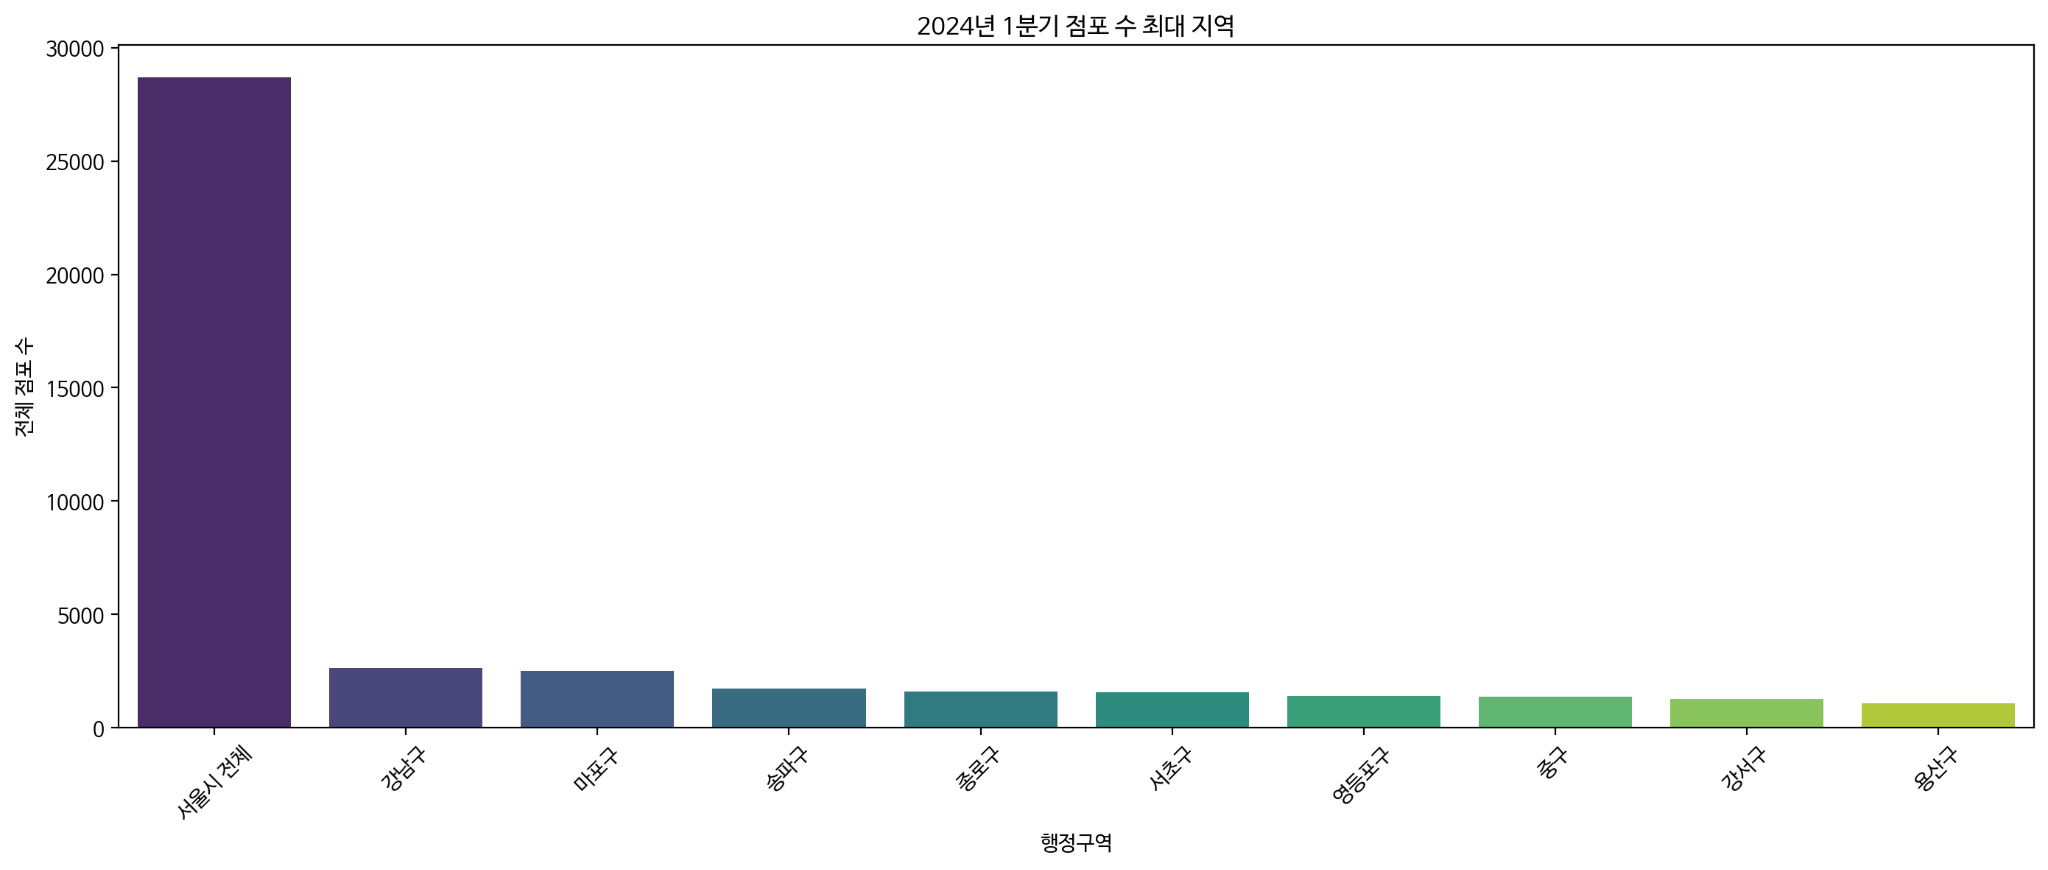 2024년 1분기 점포 수 최대 지역
전체 점포 수
30000
25000
20000
15000
10000
5000
0
서울시 전체
강남구
마포구
송파구
종로구
서초구
영등포구
중구
강서구
용산구
행정구역